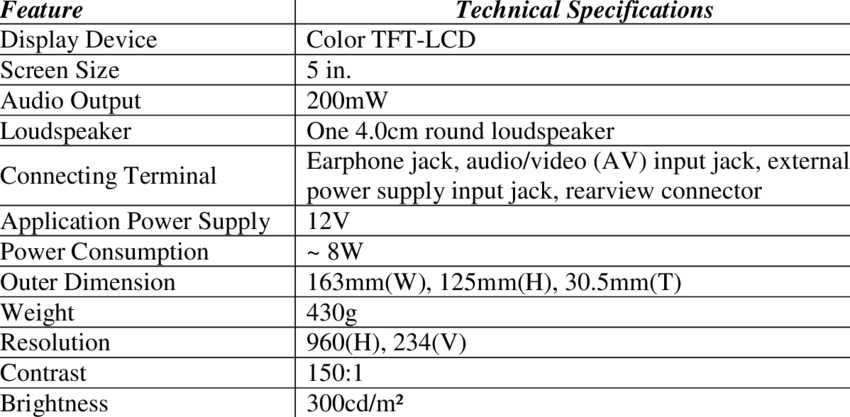 Feature Technical Specifications
Display Device Color TFT-LCD
Screen Size 5 in.
Audio Output 200mW
Loudspeaker One 4.0cm round loudspeaker
Connecting Terminal Earphone jack, audio/video (AV) input jack, external
power supply input jack, rearview connector
Application Power Supply 12V
Power Consumption ~ 8W
Outer Dimension 163mm(W), 125mm(H), 30.5mm(T)
Weight 430g
Resolution 960(H), 234(V)
Contrast 150:1
Brightness 300cd/m²